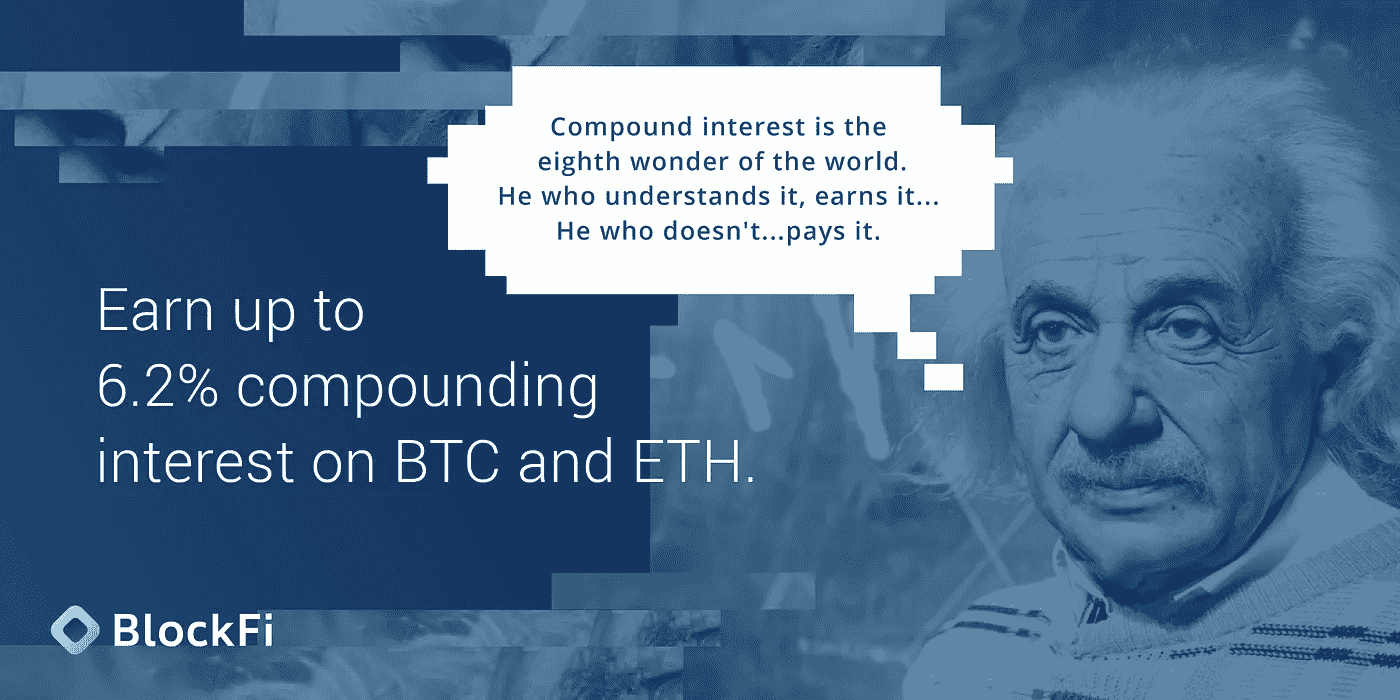 Compound interest is the
eighth wonder of the world.
He who understands it, earns it...
He who doesn't...pays it.
Earn up to
6.2% compounding
interest on BTC and ETH.
BlockFi